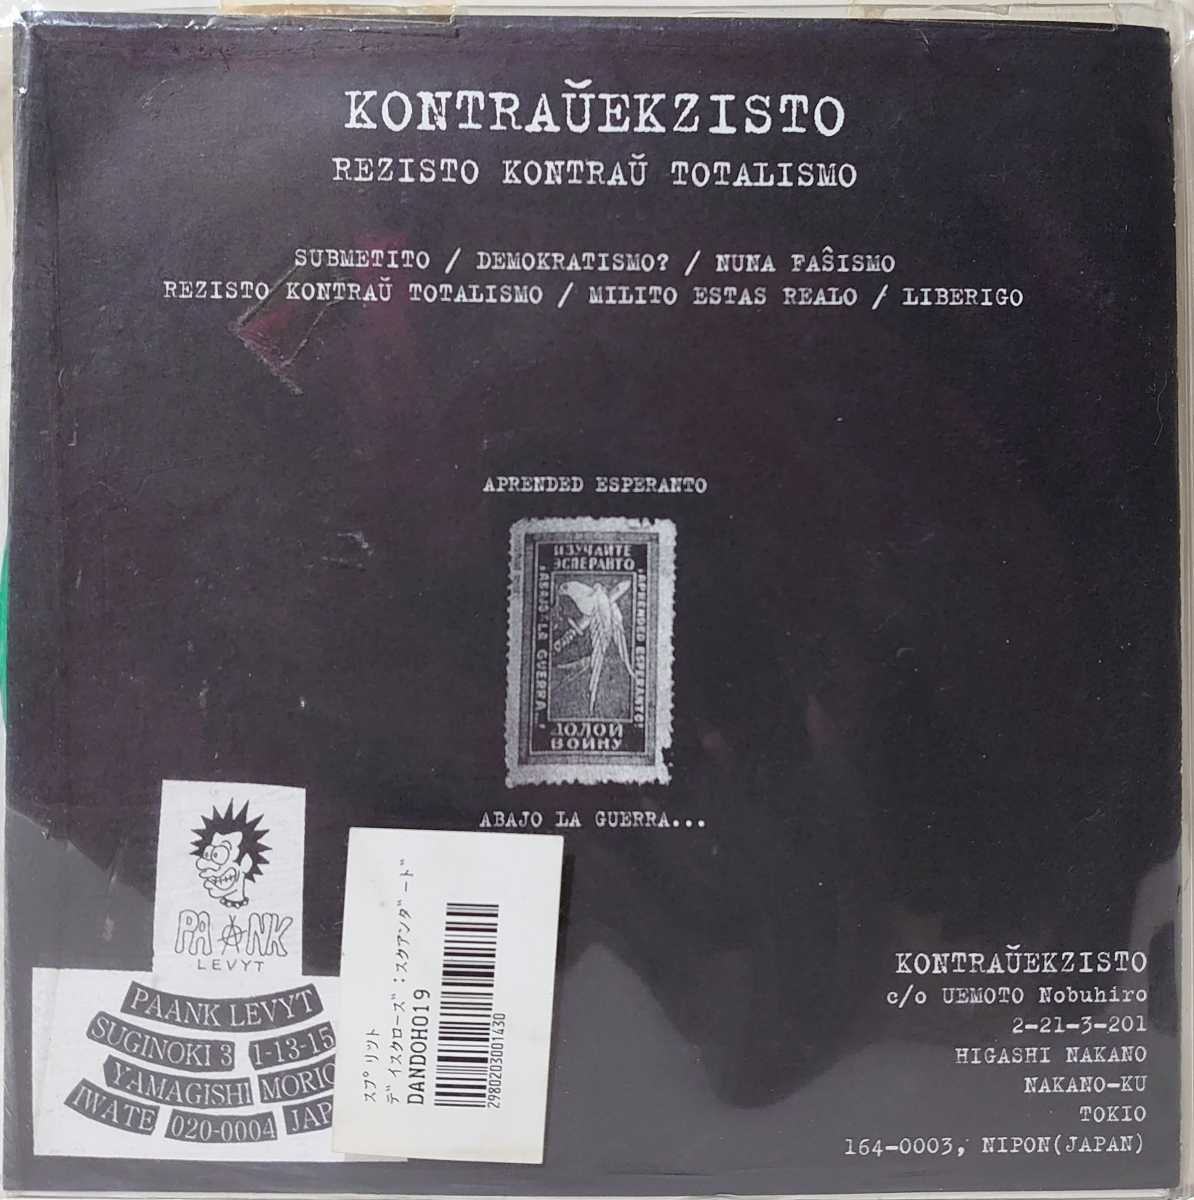 KONTRAŬEKZISTO
REZISTO KONTRAŬ TOTALISMO
SUBMETITO / DEMOKRATISMO? / NUNA FAŜISMO
REZISTO KONTRAŬ TOTALISMO / MILITO ESTAS REALO / LIBERIGO
APRENDED ESPERANTO
ИЗУЧАЙТЕ
ЭСПЕРАНТО
¡ABAJO LA GUERRA...!
¡APRENDED ESPERANTO!
ДОЛОЙ
ВОЙНУ
ABAJO LA GUERRA...
PAANK
LEVYT
PAANK LEVYT
SUGINOKI 3 1-13-15
YAMAGISHI MORIO
IWATE 020-0004 JAP
スプリット
ディスクローズ:スタアンダード
DANDOH019
2980203001430
KONTRAŬEKZISTO
c/o UEMOTO Nobuhiro
2-21-3-201
HIGASHI NAKANO
NAKANO-KU
TOKIO
164-0003, NIPON(JAPAN)